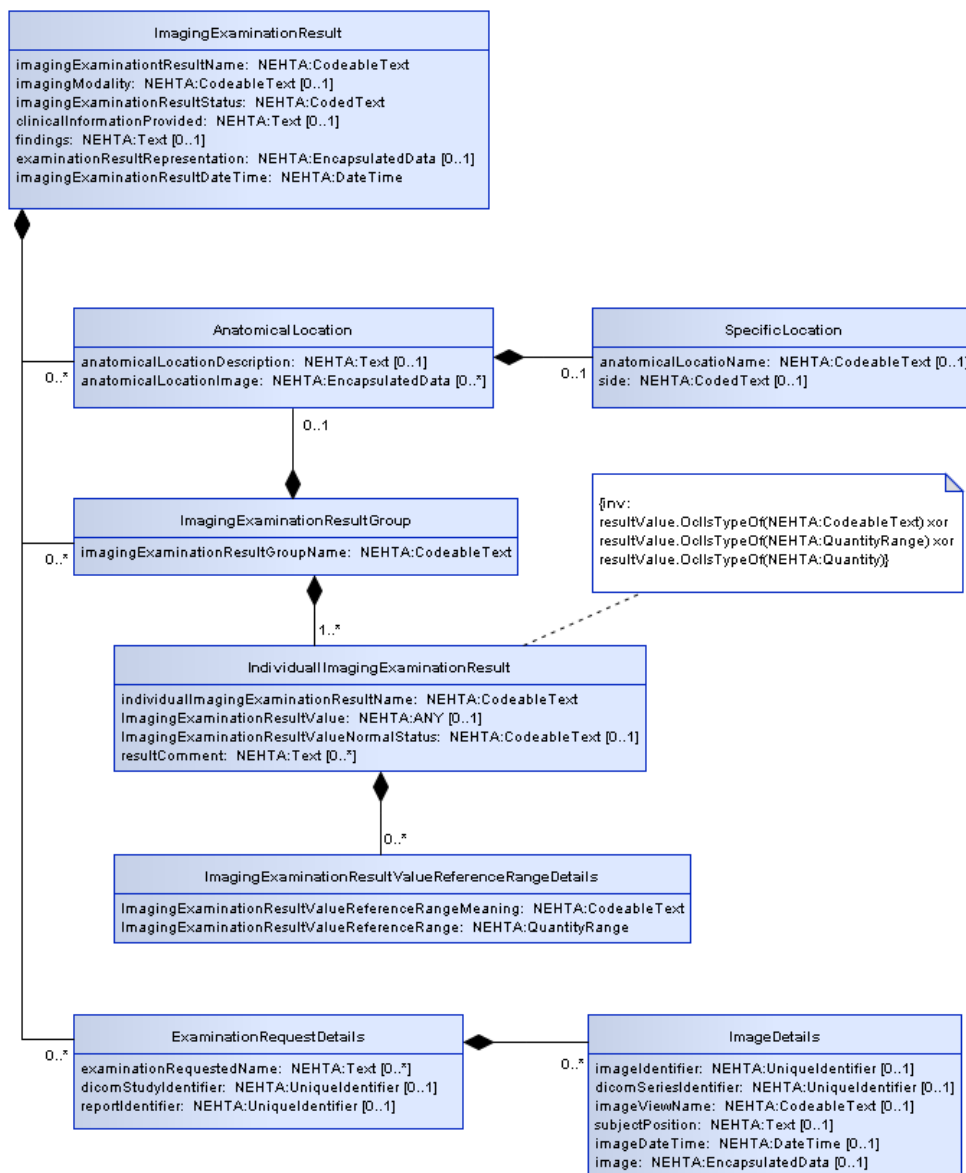 ImagingExaminationResult
imagingExaminationtResultName: NEHTA:CodeableText
imagingModality: NEHTA:CodeableText [0..1]
imagingExaminationResultStatus: NEHTA:CodedText
clinicalInformationProvided: NEHTA:Text [0..1]
findings: NEHTA:Text [0..1]
examinationResultRepresentation: NEHTA:EncapsulatedData [0..1]
imagingExaminationResultDateTime: NEHTA:DateTime
AnatomicalLocation
anatomicalLocationDescription: NEHTA:Text [0..1]
anatomicalLocationImage: NEHTA:EncapsulatedData [0..*]
0..*
0..1
SpecificLocation
anatomicalLocatioName: NEHTA:CodeableText [0..1]
side: NEHTA:CodedText [0..1]
0..1
ImagingExaminationResultGroup
imagingExaminationResultGroupName: NEHTA:CodeableText
0..*
{inv:
resultValue.OclIsTypeOf(NEHTA:CodeableText) xor
resultValue.OclIsTypeOf(NEHTA:QuantityRange) xor
resultValue.OclIsTypeOf(NEHTA:Quantity)}
1..*
IndividualIImagingExaminationResult
individualImagingExaminationResultName: NEHTA:CodeableText
ImagingExaminationResultValue: NEHTA:ANY [0..1]
ImagingExaminationResultValueNormalStatus: NEHTA:CodeableText [0..1]
resultComment: NEHTA:Text [0..*]
0..*
ImagingExaminationResultValueReferenceRangeDetails
ImagingExaminationResultValueReferenceRangeMeaning: NEHTA:CodeableText
ImagingExaminationResultValueReferenceRange: NEHTA:QuantityRange
ExaminationRequestDetails
examinationRequestedName: NEHTA:Text [0..*]
dicomStudyIdentifier: NEHTA:UniqueIdentifier [0..1]
reportIdentifier: NEHTA:UniqueIdentifier [0..1]
0..*
0..*
ImageDetails
imageIdentifier: NEHTA:UniqueIdentifier [0..1]
dicomSeriesIdentifier: NEHTA:UniqueIdentifier [0..1]
imageViewName: NEHTA:CodeableText [0..1]
subjectPosition: NEHTA:Text [0..1]
imageDateTime: NEHTA:DateTime [0..1]
image: NEHTA:EncapsulatedData [0..1]